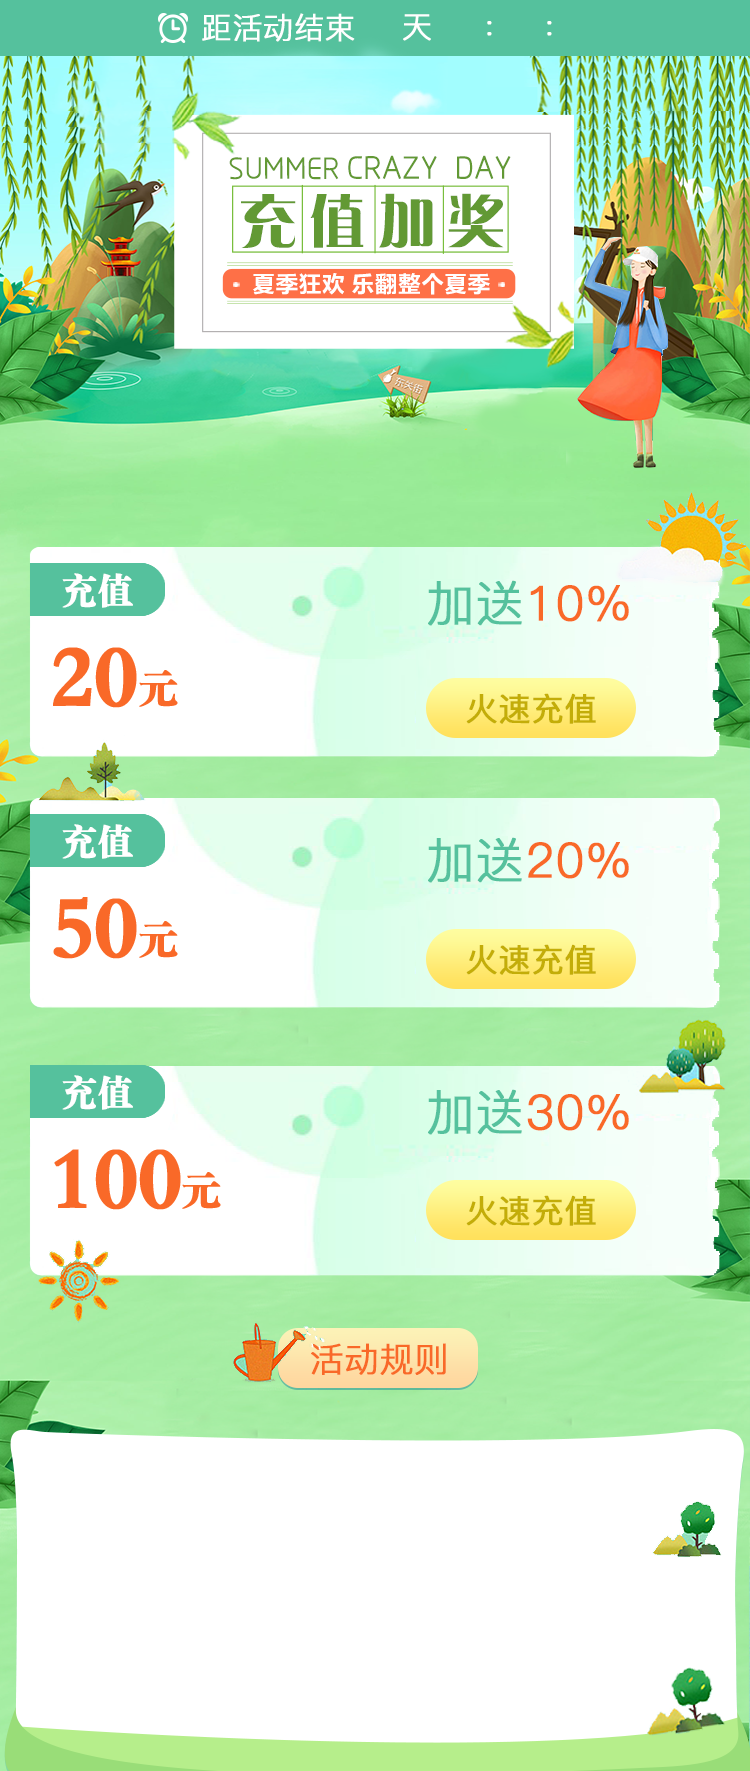 距活动结束 天 : :
SUMMER CRAZY DAY
充值加奖
夏季狂欢 乐翻整个夏季
充值
加送10%
20元
火速充值
充值
加送20%
50元
火速充值
充值
加送30%
100元
火速充值
活动规则